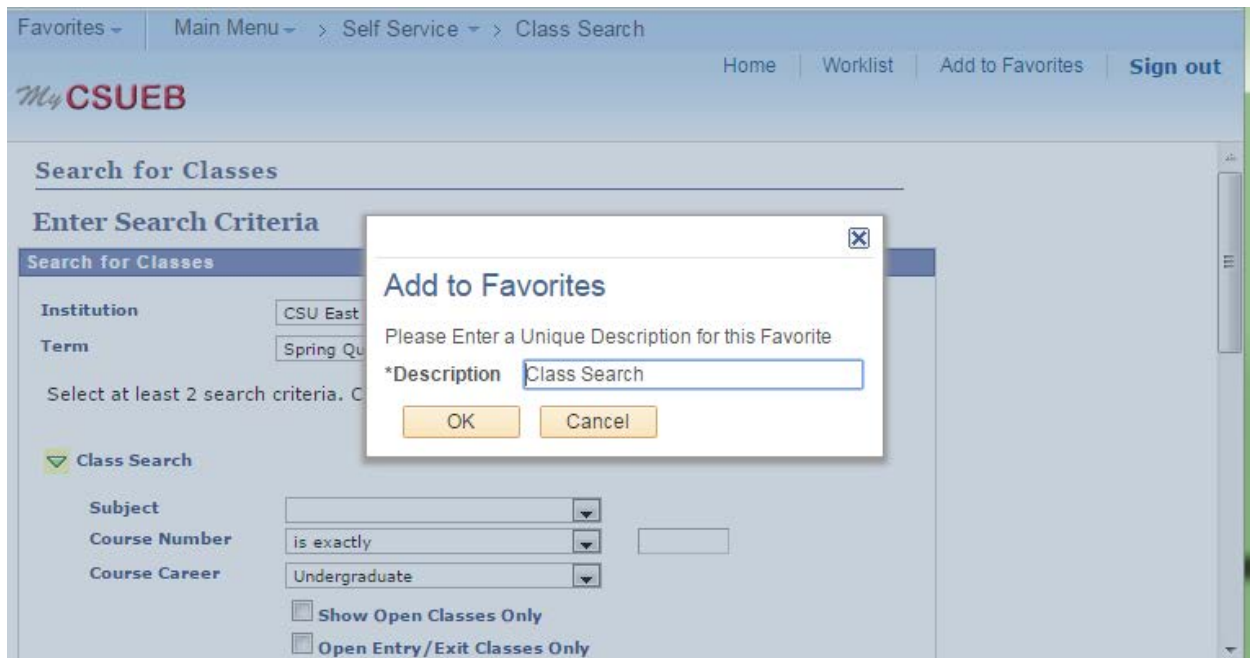 Favorites Main Menu > Self Service > Class Search
Home Worklist Add to Favorites Sign out
My CSUEB
Search for Classes
Enter Search Criteria
Search for Classes
Institution CSU East
Term Spring Qu
Select at least 2 search criteria. C
Add to Favorites
Please Enter a Unique Description for this Favorite
*Description Class Search
OK Cancel
Class Search
Subject
Course Number is exactly
Course Career Undergraduate
Show Open Classes Only
Open Entry/Exit Classes Only